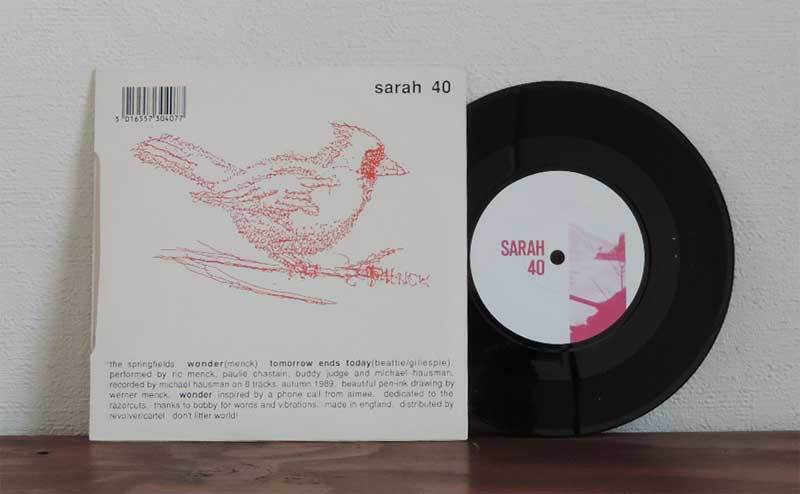 sarah 40
5 016557 304077
MENCK
the springfields. wonder(menck) tomorrow ends today(beattie/gillespie).
performed by ric menck, paulie chastain, buddy judge and michael hausman.
recorded by michael hausman on 8 tracks, autumn 1989. beautiful pen-ink drawing by
werner menck. wonder inspired by a phone call from aimee. dedicated to the
razorcuts. thanks to bobby for words and vibrations. made in england. distributed by
revolver/cartel. don't litter world!
SARAH
40